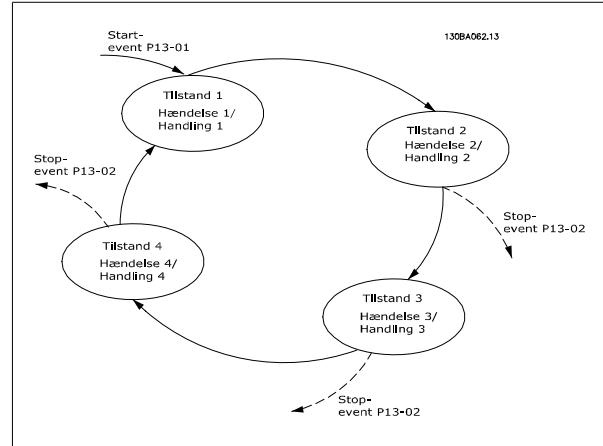 Start-
event P13-01
130BA062.13
Tilstand 1
Hændelse 1/
Handling 1
Tilstand 2
Hændelse 2/
Handling 2
Stop-
event P13-02
Stop-
event P13-02
Tilstand 4
Hændelse 4/
Handling 4
Tilstand 3
Hændelse 3/
Handling 3
Stop-
event P13-02